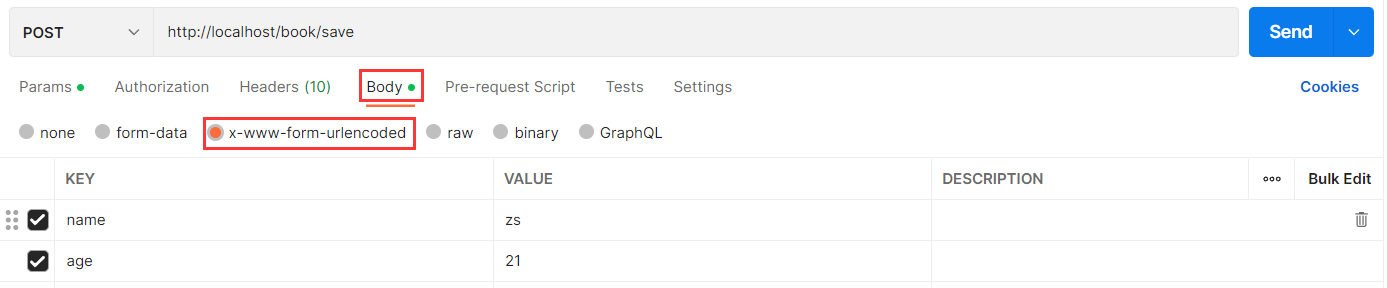 POST http://localhost/book/save Send
Params Authorization Headers (10) Body Pre-request Script Tests Settings Cookies
none form-data x-www-form-urlencoded raw binary GraphQL
KEY VALUE DESCRIPTION Bulk Edit
name zs
age 21